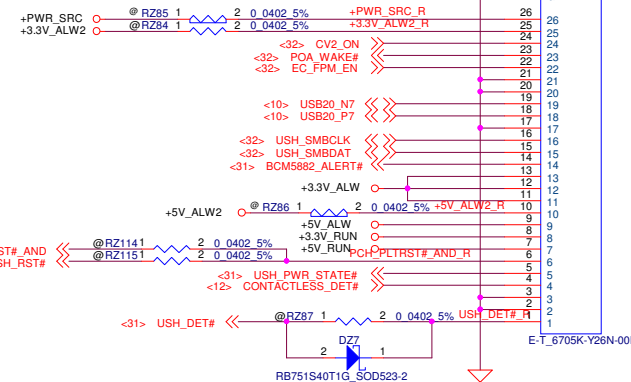 +PWR_SRC @ RZ85 1 2 0_0402_5% +PWR_SRC_R 26 26
+3.3V_ALW2 @ RZ84 1 2 0_0402_5% +3.3V_ALW2_R 25 25
<32> CV2_ON 24 24
<32> POA_WAKE# 23 23
<32> EC_FPM_EN 22 22
21 21
20 20
<10> USB20_N7 19 19
<10> USB20_P7 18 18
17 17
<32> USH_SMBCLK 16 16
<32> USH_SMBDAT 15 15
<31> BCM5882_ALERT# 14 14
13 13
+3.3V_ALW 12 12
11 11
+5V_ALW2 @ RZ86 1 2 0_0402_5% +5V_ALW2_R 10 10
+5V_ALW 9 9
+3.3V_RUN 8 8
+5V_RUN 7 7
ST#_AND @RZ114 1 2 0_0402_5% PCH_PLTRST#_AND_R
SH_RST# @RZ115 1 2 0_0402_5% 6 6
<31> USH_PWR_STATE# 5 5
<12> CONTACTLESS_DET# 4 4
3 3
2 2
<31> USH_DET# @RZ87 1 2 0_0402_5% USH_DET#_R 1 1
DZ7 E-T_6705K-Y26N-00
2 1
RB751S40T1G_SOD523-2